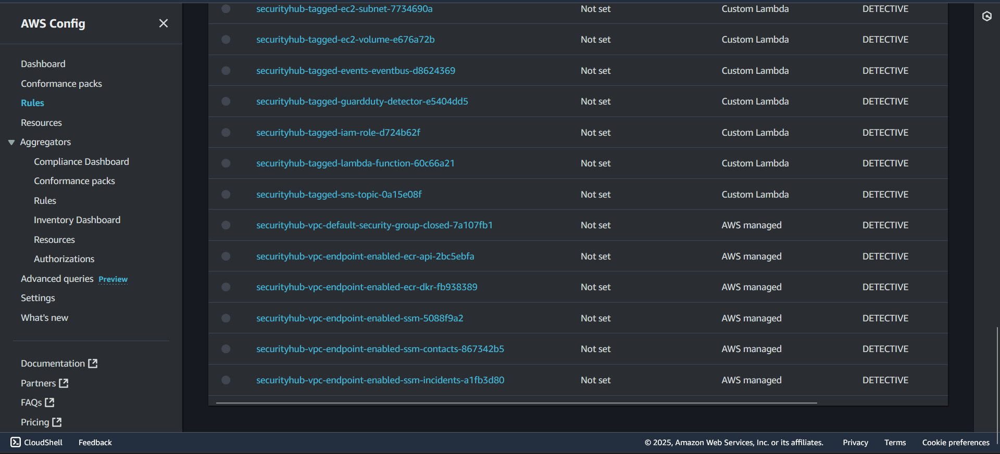 AWS Config
Dashboard
Conformance packs
Rules
Resources
Aggregators
Compliance Dashboard
Conformance packs
Rules
Inventory Dashboard
Resources
Authorizations
Advanced queries Preview
Settings
What's new
Documentation
Partners
FAQs
Pricing
securityhub-tagged-ec2-subnet-7734690a Not set Custom Lambda DETECTIVE
securityhub-tagged-ec2-volume-e676a72b Not set Custom Lambda DETECTIVE
securityhub-tagged-events-eventbus-d8624369 Not set Custom Lambda DETECTIVE
securityhub-tagged-guardduty-detector-e5404dd5 Not set Custom Lambda DETECTIVE
securityhub-tagged-iam-role-d724b62f Not set Custom Lambda DETECTIVE
securityhub-tagged-lambda-function-60c66a21 Not set Custom Lambda DETECTIVE
securityhub-tagged-sns-topic-0a15e08f Not set Custom Lambda DETECTIVE
securityhub-vpc-default-security-group-closed-7a107fb1 Not set AWS managed DETECTIVE
securityhub-vpc-endpoint-enabled-ecr-api-2bc5ebfa Not set AWS managed DETECTIVE
securityhub-vpc-endpoint-enabled-ecr-dkr-fb938389 Not set AWS managed DETECTIVE
securityhub-vpc-endpoint-enabled-ssm-5088f9a2 Not set AWS managed DETECTIVE
securityhub-vpc-endpoint-enabled-ssm-contacts-867342b5 Not set AWS managed DETECTIVE
securityhub-vpc-endpoint-enabled-ssm-incidents-a1fb3d80 Not set AWS managed DETECTIVE
CloudShell Feedback © 2025, Amazon Web Services, Inc. or its affiliates. Privacy Terms Cookie preferences